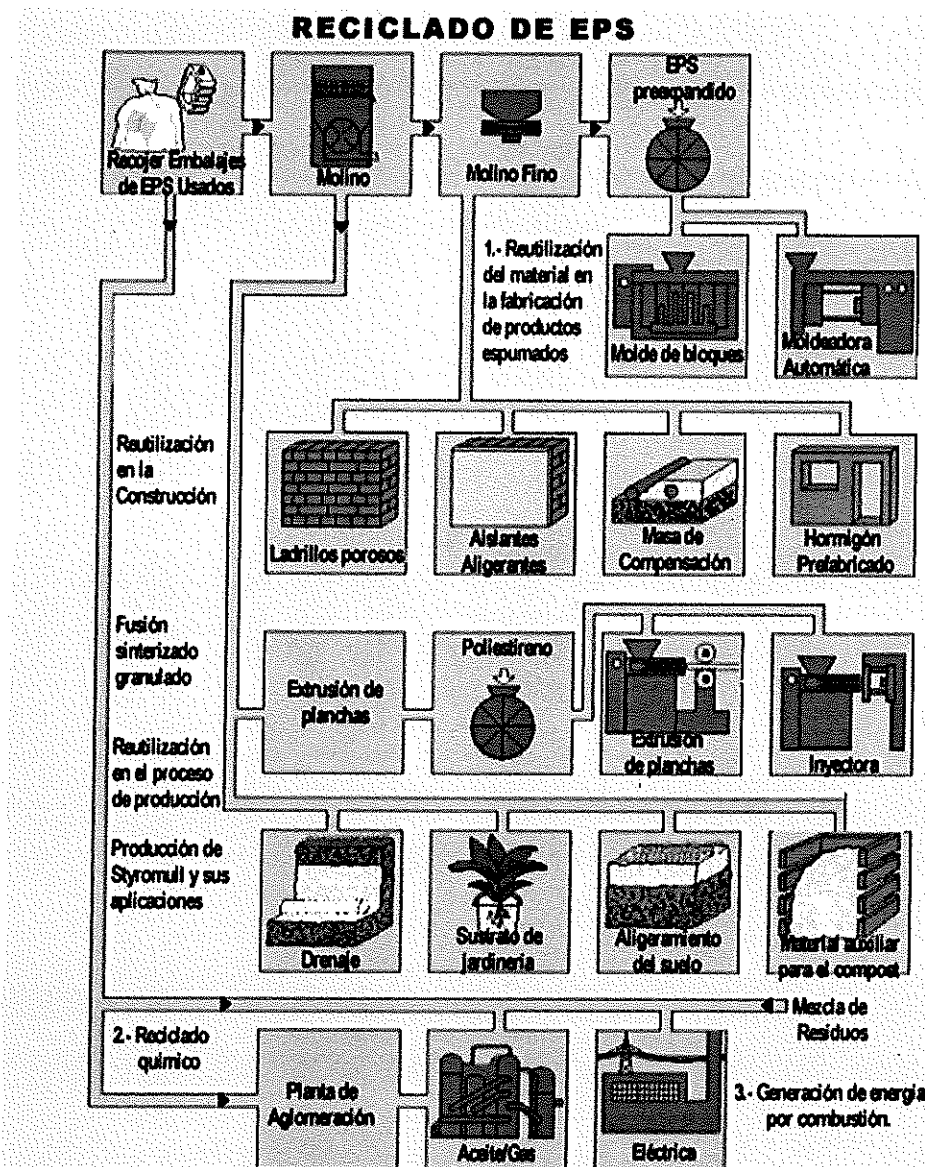 RECICLADO DE EPS
Recojer Embalajes
de EPS Usados
Molino
Molino Fino
EPS
preexpandido
1.- Reutilización
del material en
la fabricación
de productos
espumados
Molde de bloques
Moldeadora
Automática
Reutilización
en la
Construcción
Ladrillos porosos
Aislantes
Aligerantes
Masa de
Compensación
Hormigón
Prefabricado
Fusión
sinterizado
granulado
Extrusión de
planchas
Poliestireno
Extrusión
de planchas
Inyectora
Reutilización
en el proceso
de producción
Producción de
Styromull y sus
aplicaciones
Drenaje
Sustrato de
jardinería
Aligeramiento
del suelo
Material auxiliar
para el compost
Mezcla de
Resíduos
2.- Reciclado
químico
Planta de
Aglomeración
Aceite/Gas
Eléctrica
3.- Generación de energía
por combustión.